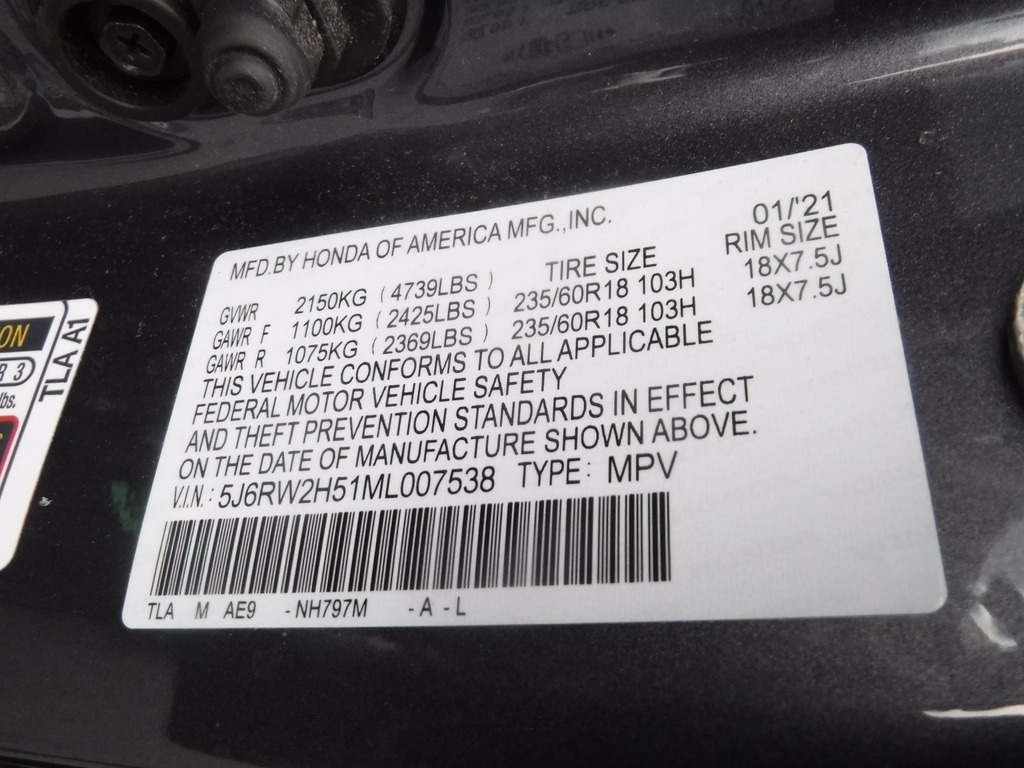 MFD.BY HONDA OF AMERICA MFG.,INC. 01/'21
TIRE SIZE RIM SIZE
GVWR 2150KG (4739LBS)
GAWR F 1100KG (2425LBS) 235/60R18 103H 18X7.5J
GAWR R 1075KG (2369LBS) 235/60R18 103H 18X7.5J
THIS VEHICLE CONFORMS TO ALL APPLICABLE
FEDERAL MOTOR VEHICLE SAFETY
AND THEFT PREVENTION STANDARDS IN EFFECT
ON THE DATE OF MANUFACTURE SHOWN ABOVE.
V.I.N.: 5J6RW2H51ML007538 TYPE: MPV
TLA M AE9 -NH797M -A -L
ON
R 3
lbs.
TLA A1